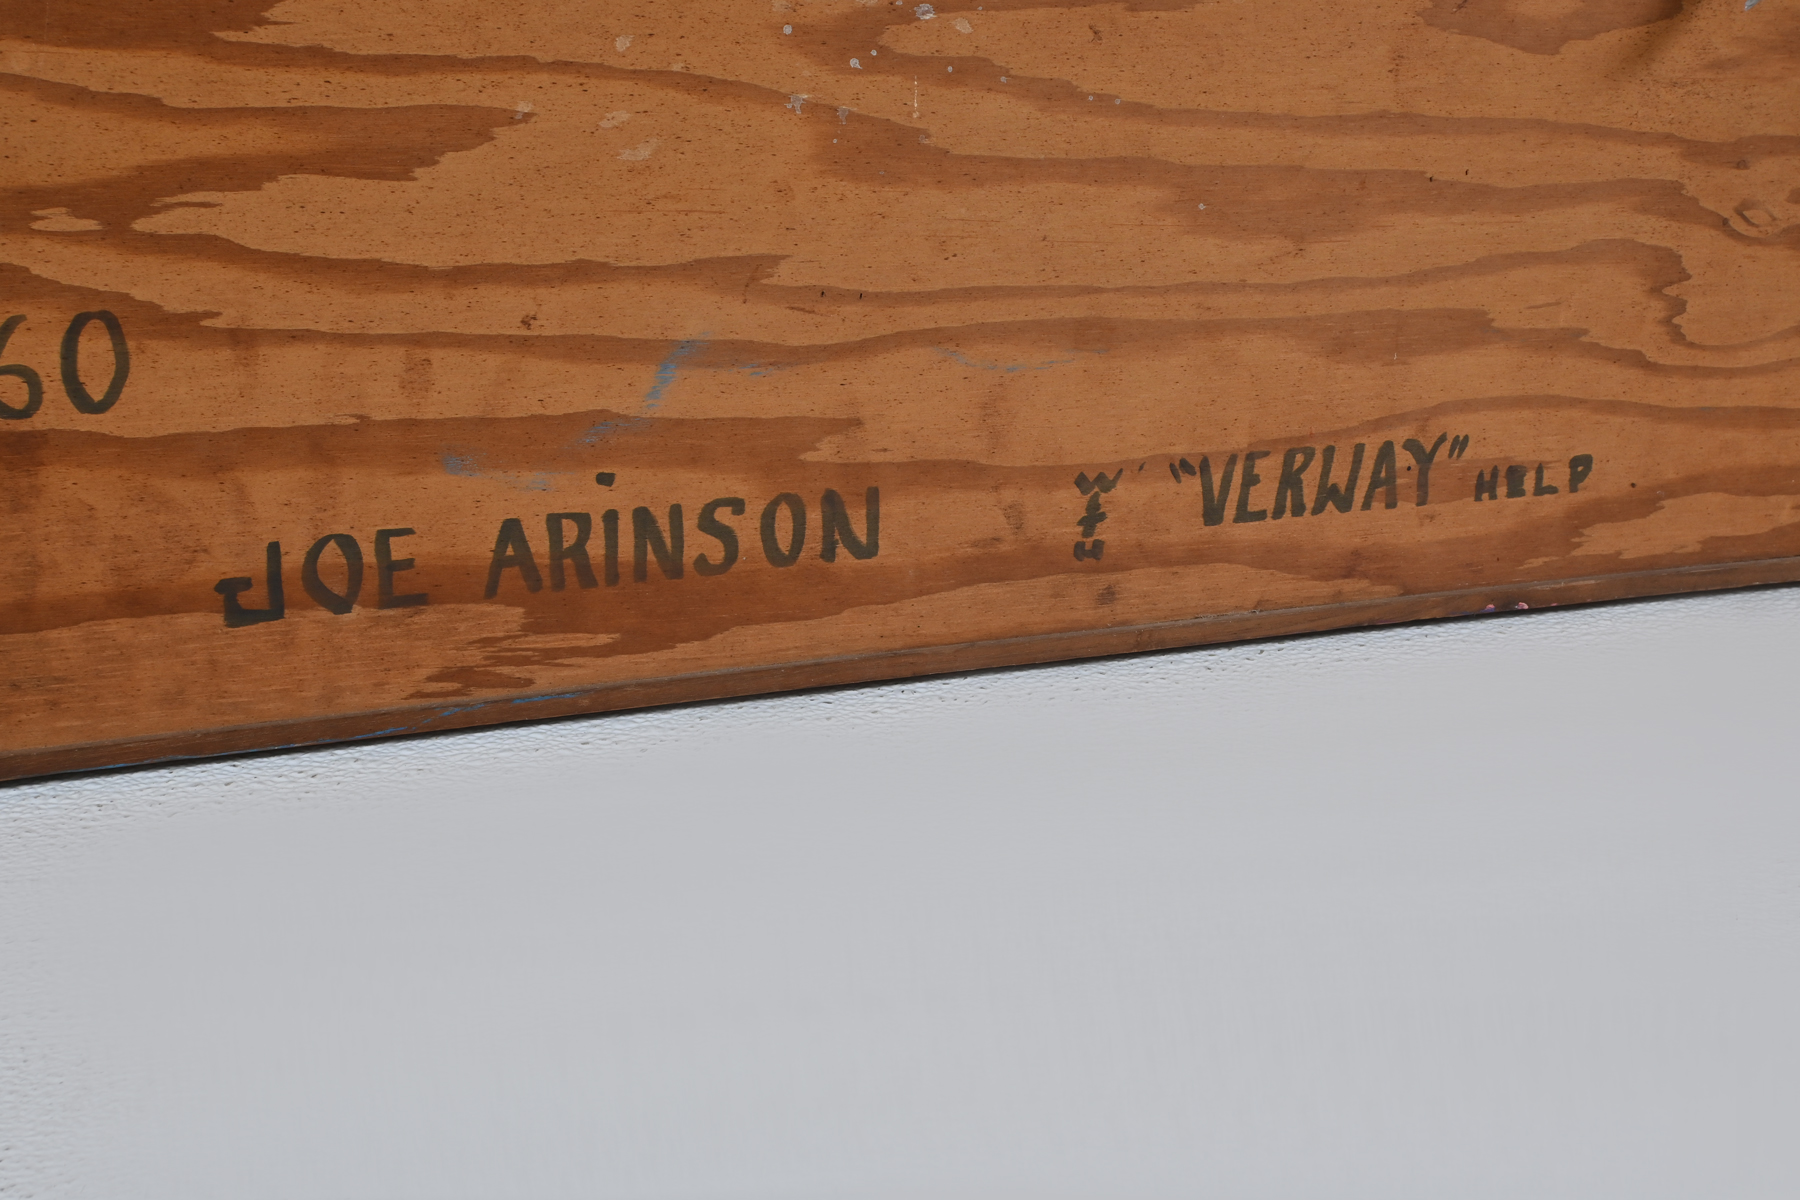 60
JOE ARINSON W' "VERWAY" HELP